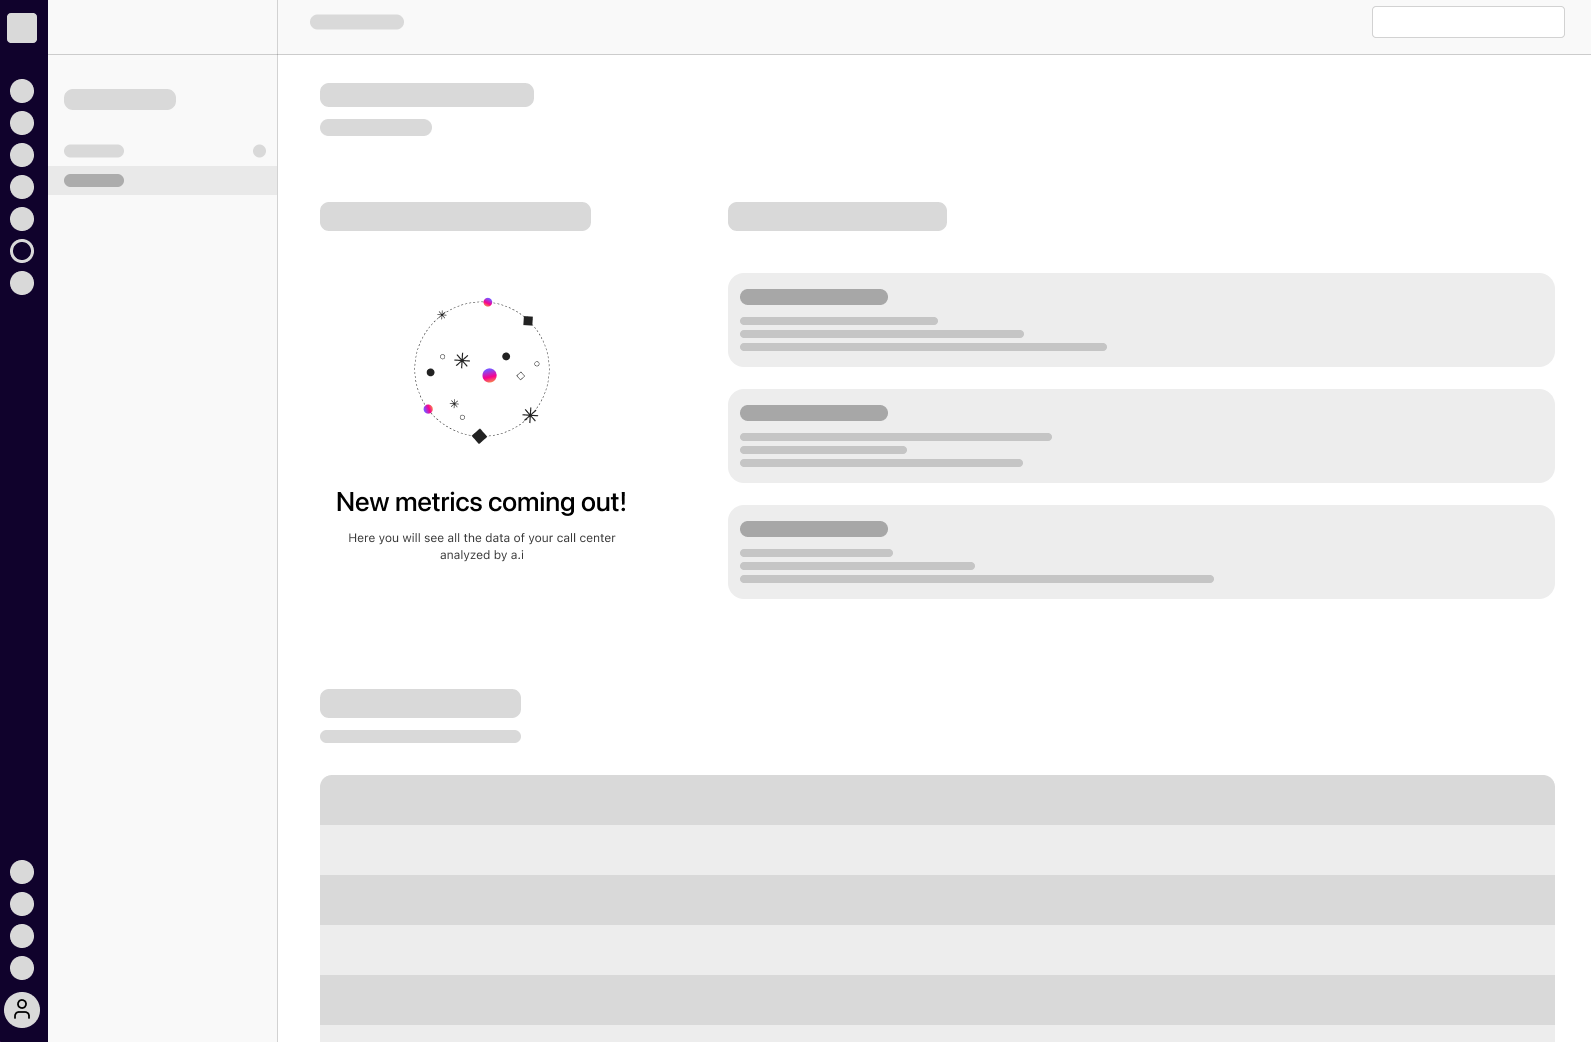 New metrics coming out!
Here you will see all the data of your call center
analyzed by a.i